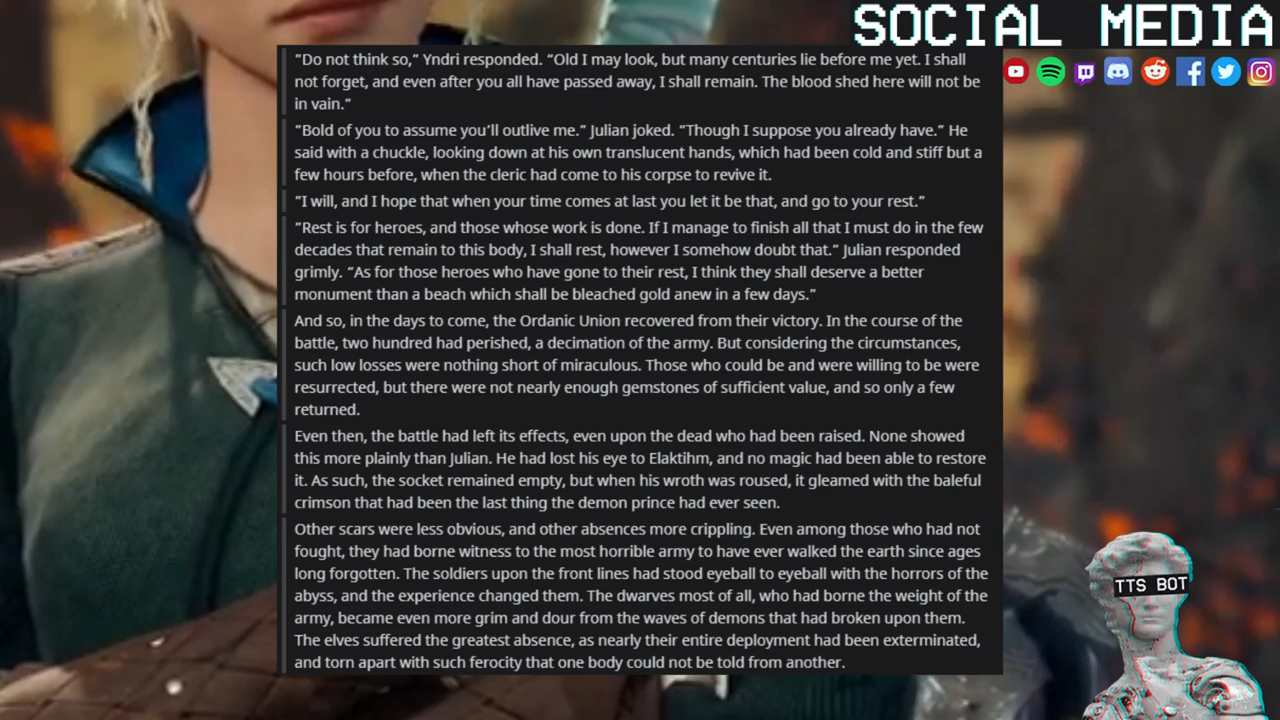 SOCIAL MEDIA
“Do not think so,” Yndri responded. “Old I may look, but many centuries lie before me yet. I shall
not forget, and even after you all have passed away, I shall remain. The blood shed here will not be
in vain.”
“Bold of you to assume you’ll outlive me.” Julian joked. “Though I suppose you already have.” He
said with a chuckle, looking down at his own translucent hands, which had been cold and stiff but a
few hours before, when the cleric had come to his corpse to revive it.
“I will, and I hope that when your time comes at last you let it be that, and go to your rest.”
“Rest is for heroes, and those whose work is done. If I manage to finish all that I must do in the few
decades that remain to this body, I shall rest, however I somehow doubt that.” Julian responded
grimly. “As for those heroes who have gone to their rest, I think they shall deserve a better
monument than a beach which shall be bleached gold anew in a few days.”
And so, in the days to come, the Ordanic Union recovered from their victory. In the course of the
battle, two hundred had perished, a decimation of the army. But considering the circumstances,
such low losses were nothing short of miraculous. Those who could be and were willing to be were
resurrected, but there were not nearly enough gemstones of sufficient value, and so only a few
returned.
Even then, the battle had left its effects, even upon the dead who had been raised. None showed
this more plainly than Julian. He had lost his eye to Elaktihm, and no magic had been able to restore
it. As such, the socket remained empty, but when his wroth was roused, it gleamed with the baleful
crimson that had been the last thing the demon prince had ever seen.
Other scars were less obvious, and other absences more crippling. Even among those who had not
fought, they had borne witness to the most horrible army to have ever walked the earth since ages
long forgotten. The soldiers upon the front lines had stood eyeball to eyeball with the horrors of the
abyss, and the experience changed them. The dwarves most of all, who had borne the weight of the
army, became even more grim and dour from the waves of demons that had broken upon them.
The elves suffered the greatest absence, as nearly their entire deployment had been exterminated,
and torn apart with such ferocity that one body could not be told from another.
TTS BOT